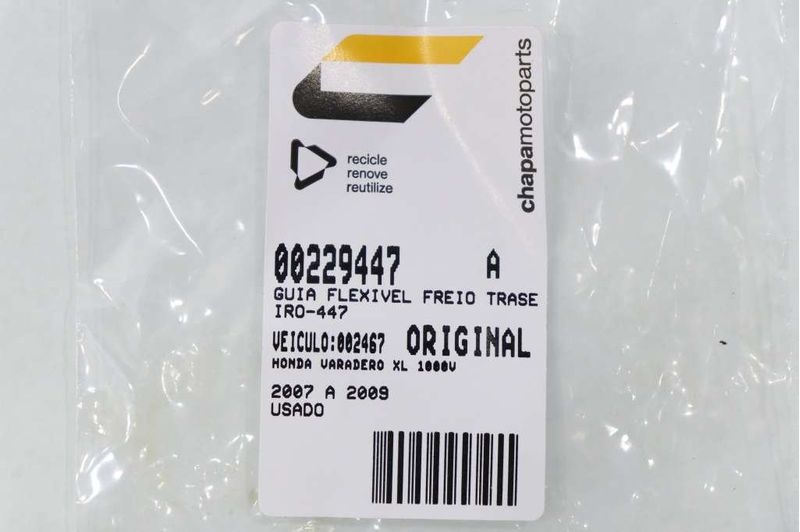 chapamotoparts
recicle
renove
reutilize
00229447 A
GUIA FLEXIVEL FREIO TRASE
IRO-447
VEICULO:002467 ORIGINAL
HONDA VARADERO XL 1000V
2007 A 2009
USADO